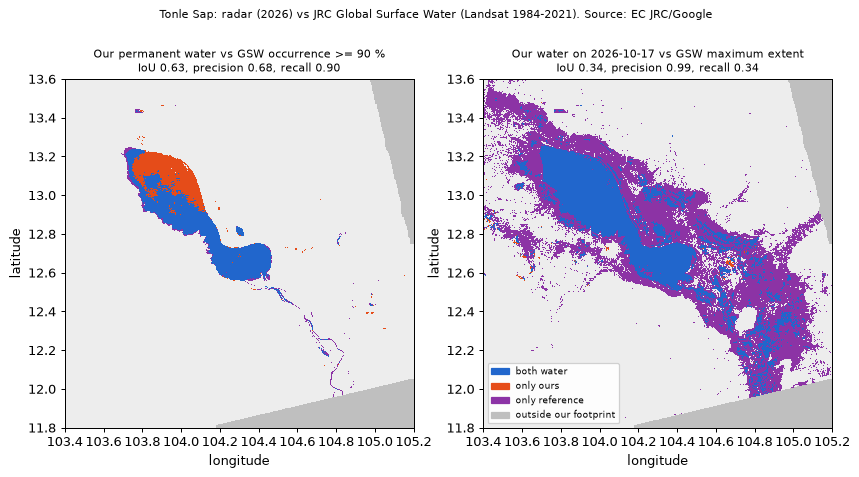 Tonle Sap: radar (2026) vs JRC Global Surface Water (Landsat 1984-2021). Source: EC JRC/Google
Our permanent water vs GSW occurrence >= 90 %
IoU 0.63, precision 0.68, recall 0.90
13.6
13.4
13.2
13.0
12.8
12.6
12.4
12.2
12.0
11.8
latitude
103.4 103.6 103.8 104.0 104.2 104.4 104.6 104.8 105.0 105.2
longitude
Our water on 2026-10-17 vs GSW maximum extent
IoU 0.34, precision 0.99, recall 0.34
13.6
13.4
13.2
13.0
12.8
12.6
12.4
12.2
12.0
11.8
latitude
both water
only ours
only reference
outside our footprint
103.4 103.6 103.8 104.0 104.2 104.4 104.6 104.8 105.0 105.2
longitude